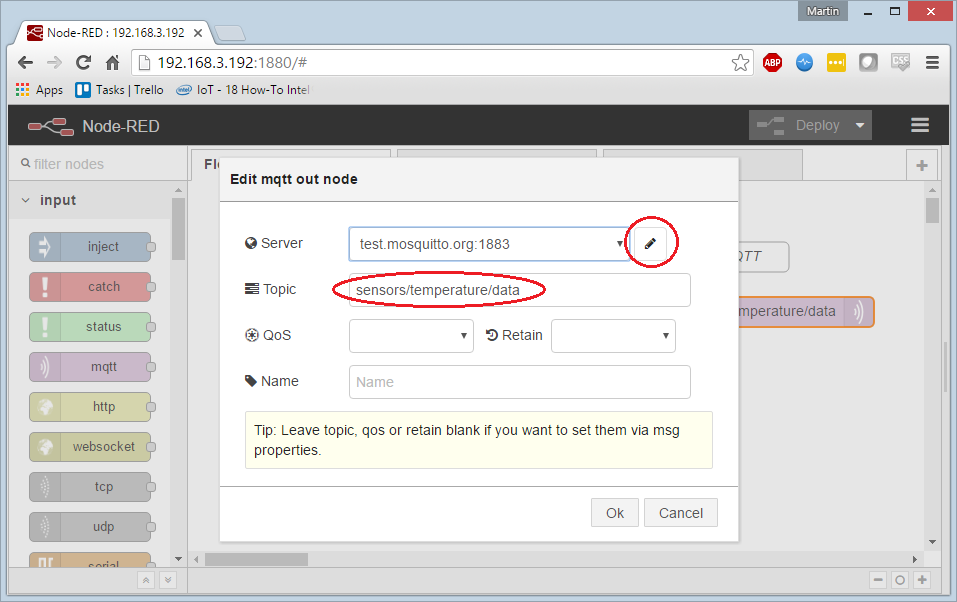 Martin
Node-RED : 192.168.3.192
192.168.3.192:1880/#
ABP
CSS
Apps
Tasks | Trello
IoT - 18 How-To Intel
Node-RED
Deploy
filter nodes
Flo
input
inject
catch
status
mqtt
http
websocket
tcp
udp
serial
Edit mqtt out node
Server
test.mosquitto.org:1883
Topic
sensors/temperature/data
QoS
Retain
Name
Name
Tip: Leave topic, qos or retain blank if you want to set them via msg
properties.
Ok
Cancel
QTT
mperature/data